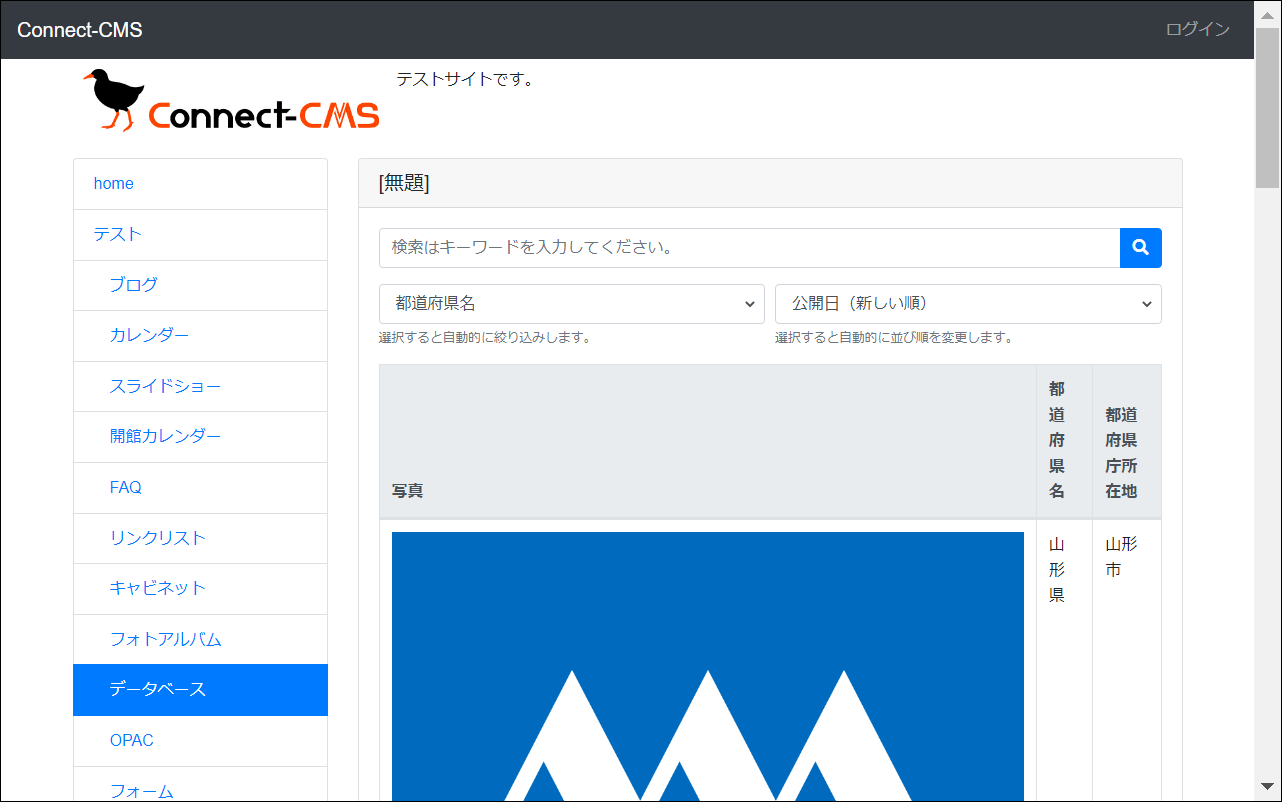 Connect-CMS
ログイン
Connect-CMS
テストサイトです。
home
テスト
ブログ
カレンダー
スライドショー
開館カレンダー
FAQ
リンクリスト
キャビネット
フォトアルバム
データベース
OPAC
フォーム
[無題]
検索はキーワードを入力してください。
都道府県名
公開日（新しい順）
選択すると自動的に絞り込みします。
選択すると自動的に並び順を変更します。
写真
都
道
府
県
名
都道
府県
庁所
在地
山
形
県
山形
市